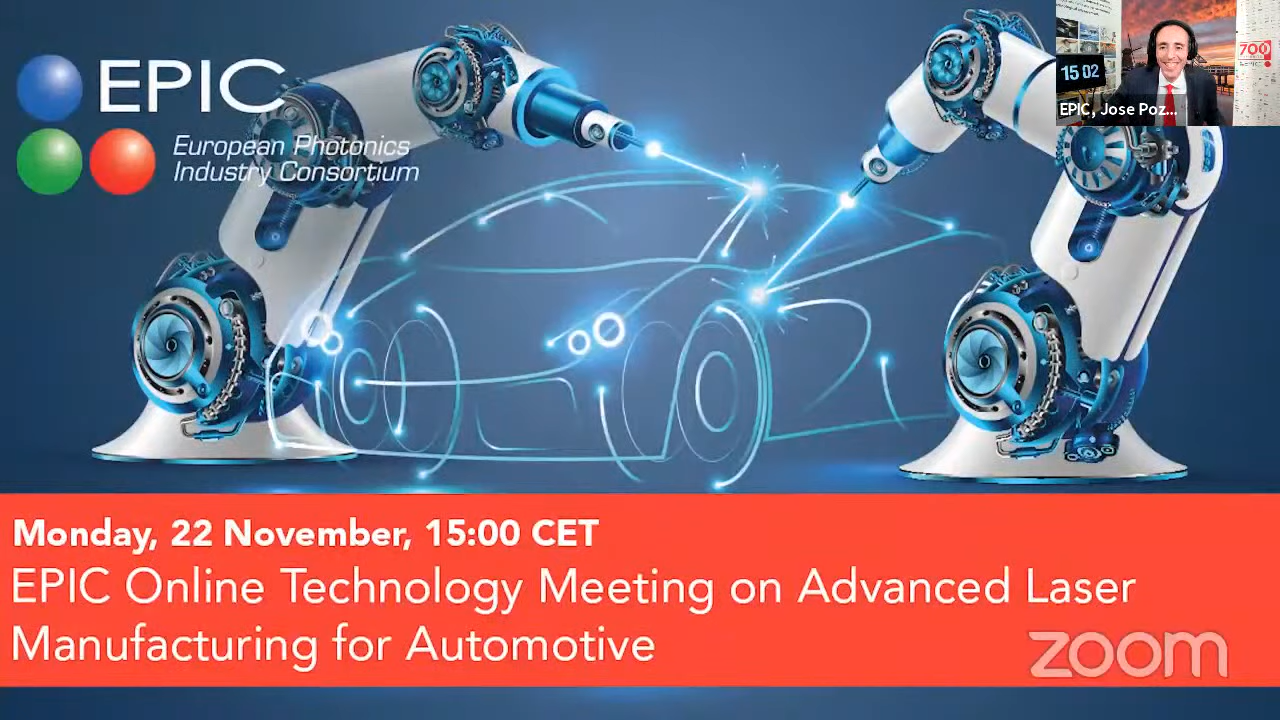 EPIC
European Photonics
Industry Consortium
15 02
700
EPIC, Jose Poz...
Monday, 22 November, 15:00 CET
EPIC Online Technology Meeting on Advanced Laser
Manufacturing for Automotive
zoom